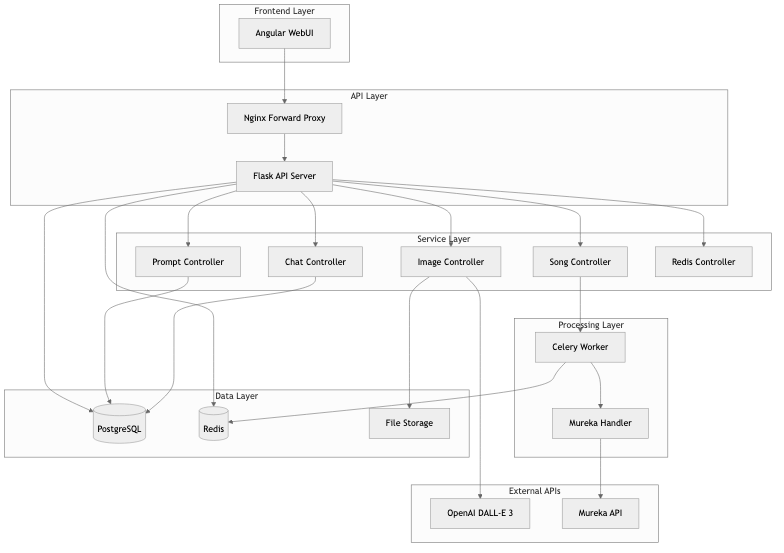 Frontend Layer
Angular WebUI
API Layer
Nginx Forward Proxy
Flask API Server
Service Layer
Prompt Controller
Chat Controller
Image Controller
Song Controller
Redis Controller
Processing Layer
Celery Worker
Data Layer
PostgreSQL
Redis
File Storage
Mureka Handler
External APIs
OpenAI DALL-E 3
Mureka API